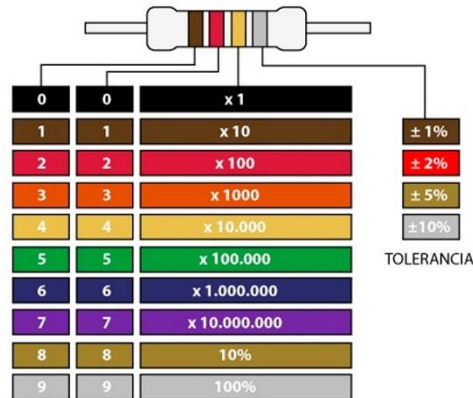 0 0 x 1
1 1 x 10 ± 1%
2 2 x 100 ± 2%
3 3 x 1000 ± 5%
4 4 x 10.000 ±10%
5 5 x 100.000 TOLERANCIA
6 6 x 1.000.000
7 7 x 10.000.000
8 8 10%
9 9 100%